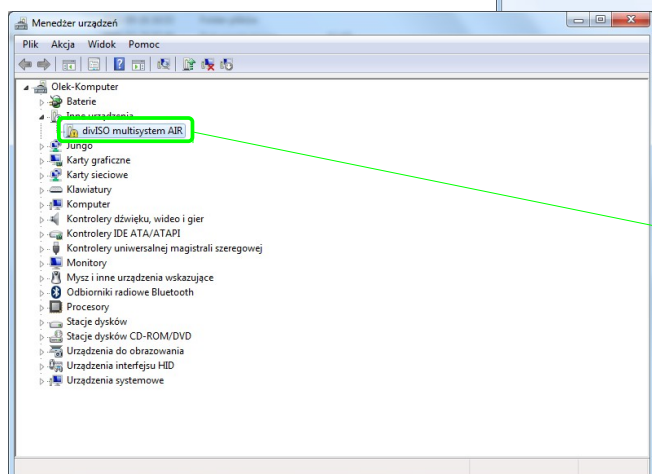 Menedżer urządzeń
Plik Akcja Widok Pomoc
Olek-Komputer
Baterie
Inne urządzenia
divISO multisystem AIR
Jungo
Karty graficzne
Karty sieciowe
Klawiatury
Komputer
Kontrolery dźwięku, wideo i gier
Kontrolery IDE ATA/ATAPI
Kontrolery uniwersalnej magistrali szeregowej
Monitory
Mysz i inne urządzenia wskazujące
Odbiorniki radiowe Bluetooth
Procesory
Stacje dysków
Stacje dysków CD-ROM/DVD
Urządzenia do obrazowania
Urządzenia interfejsu HID
Urządzenia systemowe